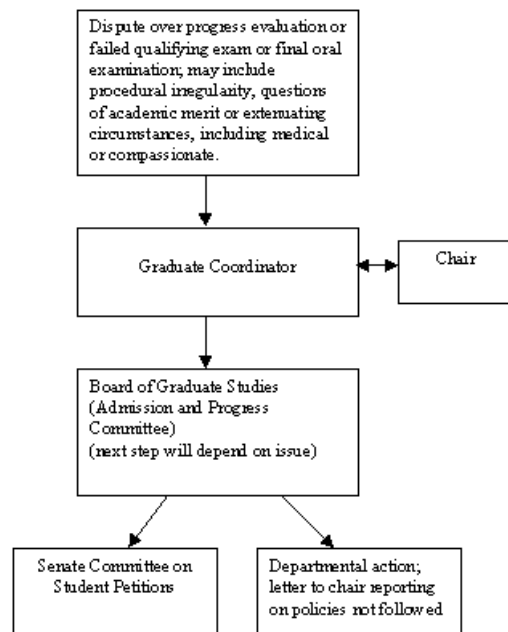 Dispute over progress evaluation or
failed qualifying exam or final oral
examination; may include
procedural irregularity, questions
of academic merit or extenuating
circumstances, including medical
or compassionate.
Graduate Coordinator
Chair
Board of Graduate Studies
(Admission and Progress
Committee)
(next step will depend on issue)
Senate Committee on
Student Petitions
Departmental action;
letter to chair reporting
on policies not followed